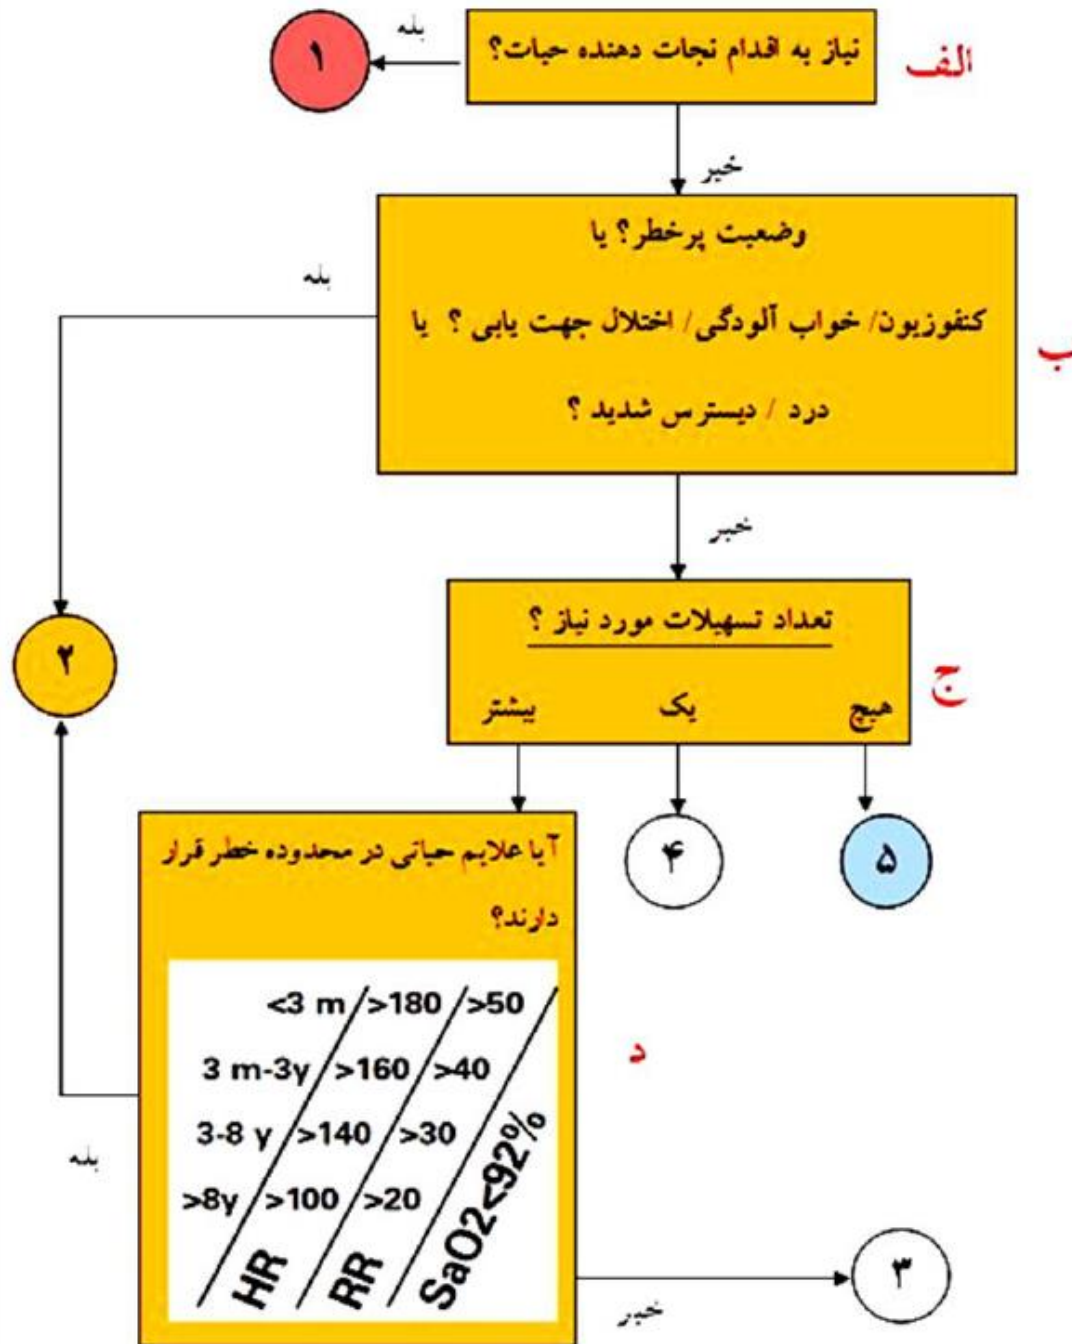 الف
نیاز به اقدام نجات دهنده حیات؟
بله
۱
خیر
ب
وضعیت پرخطر؟ یا
کنفوزیون/ خواب آلودگی/ اختلال جهت یابی ؟ یا
درد / دیسترس شدید ؟
بله
۲
خیر
ج
تعداد تسهیلات مورد نیاز ؟
هیچ یک بیشتر
۵ ۴
د
آیا علایم حیاتی در محدوده خطر قرار
دارند؟
<3 m >180 >50
3 m-3y >160 >40
3-8 y >140 >30
>8y >100 >20
HR RR SaO2<92%
بله
خیر
۳